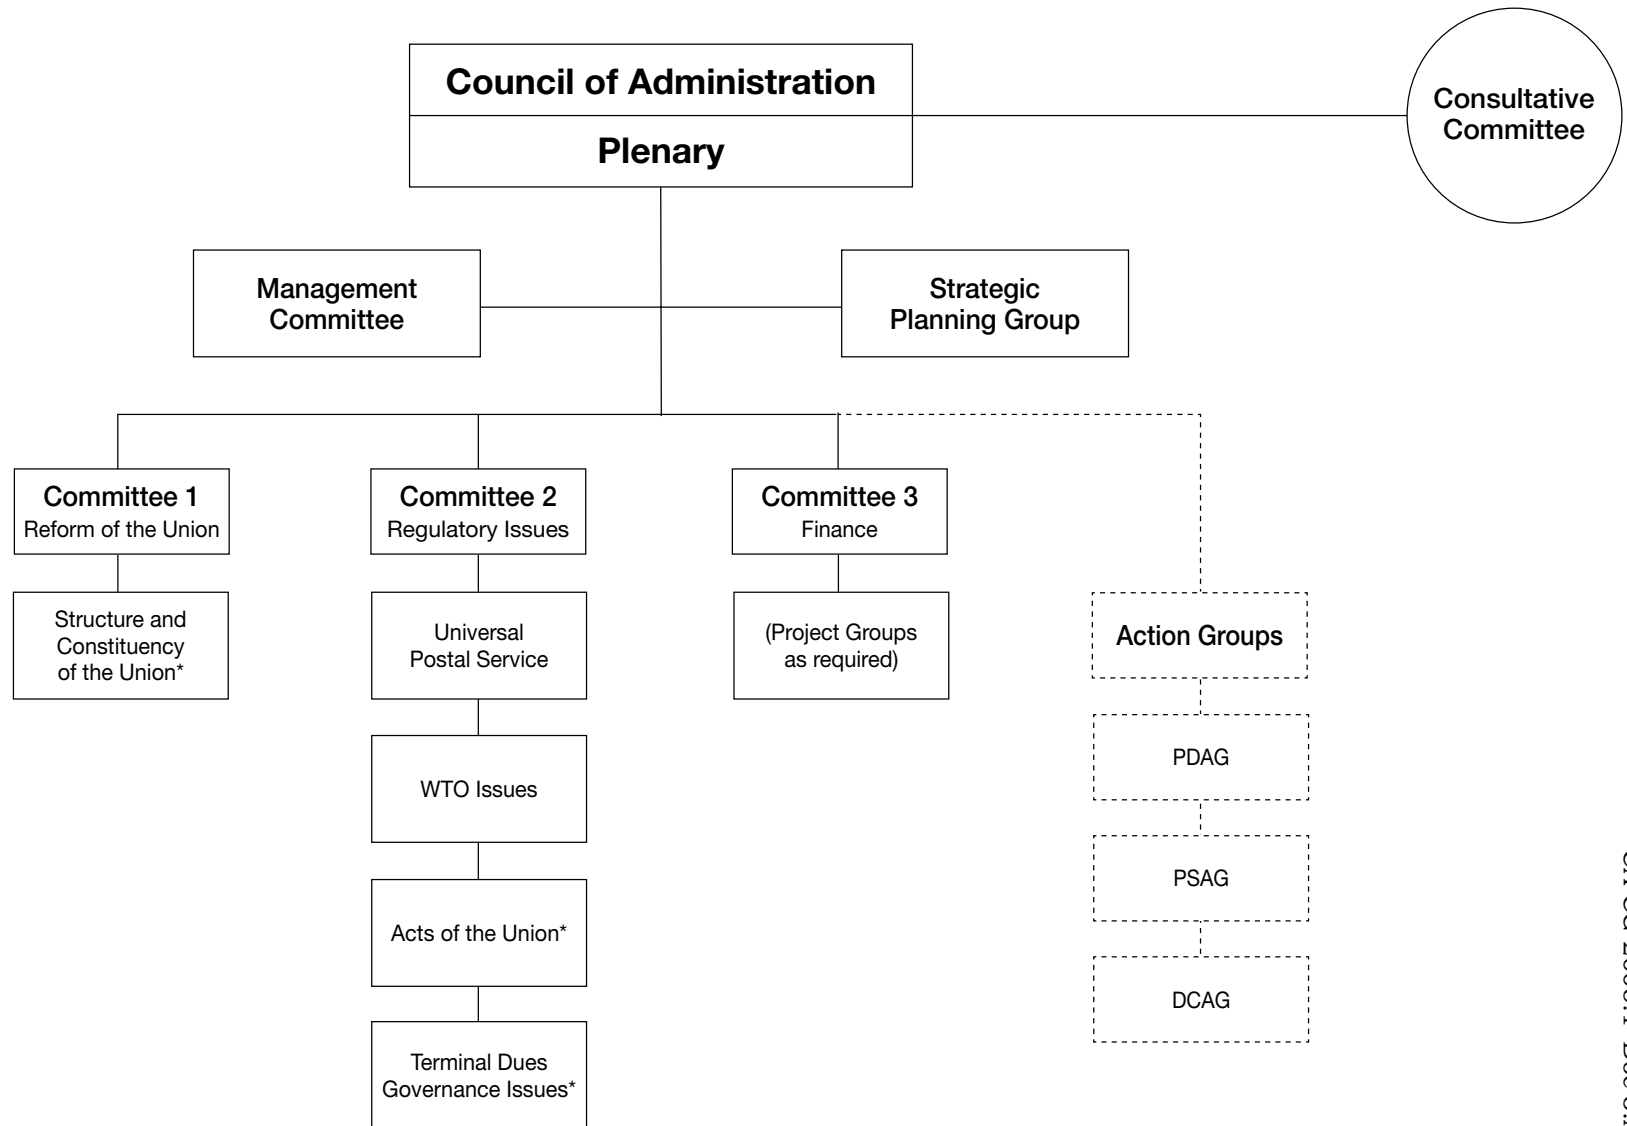 Council of Administration
Plenary
Consultative
Committee
Management
Committee
Strategic
Planning Group
Committee 1
Reform of the Union
Committee 2
Regulatory Issues
Committee 3
Finance
Structure and
Constituency
of the Union*
Universal
Postal Service
(Project Groups
as required)
Action Groups
WTO Issues
PDAG
Acts of the Union*
PSAG
Terminal Dues
Governance Issues*
DCAG